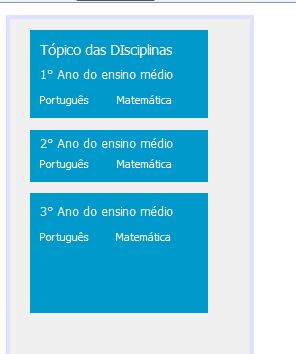 Tópico das DIsciplinas
1° Ano do ensino médio
Português Matemática
2° Ano do ensino médio
Português Matemática
3° Ano do ensino médio
Português Matemática